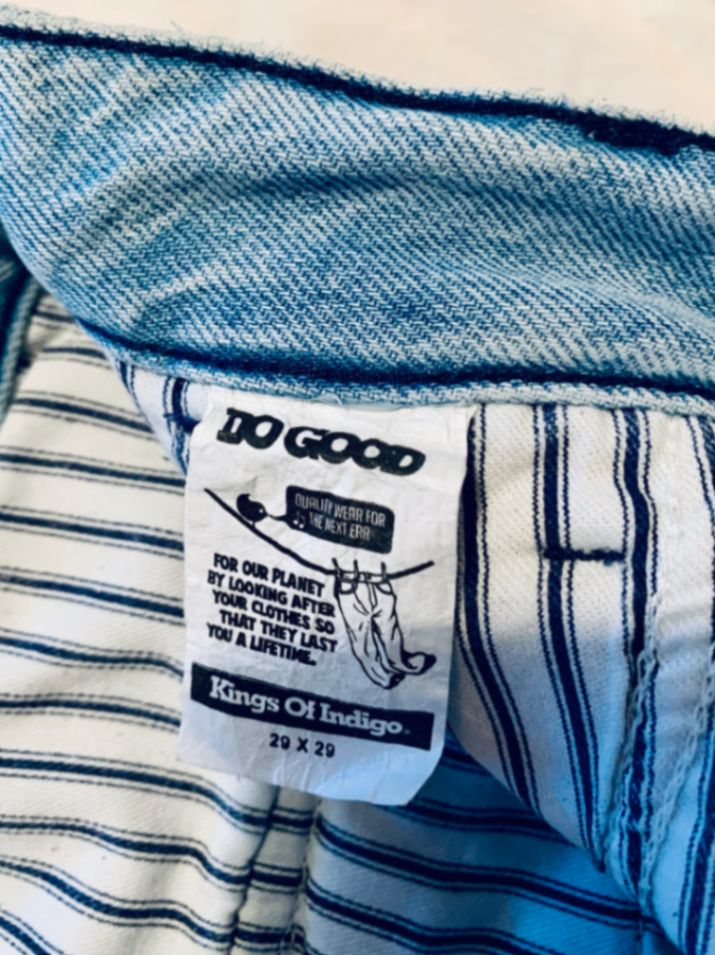 DO GOOD
QUALITY WEAR FOR
THE NEXT ERA
FOR OUR PLANET
BY LOOKING AFTER
YOUR CLOTHES SO
THAT THEY LAST
YOU A LIFETIME.
Kings Of Indigo.
29 X 29